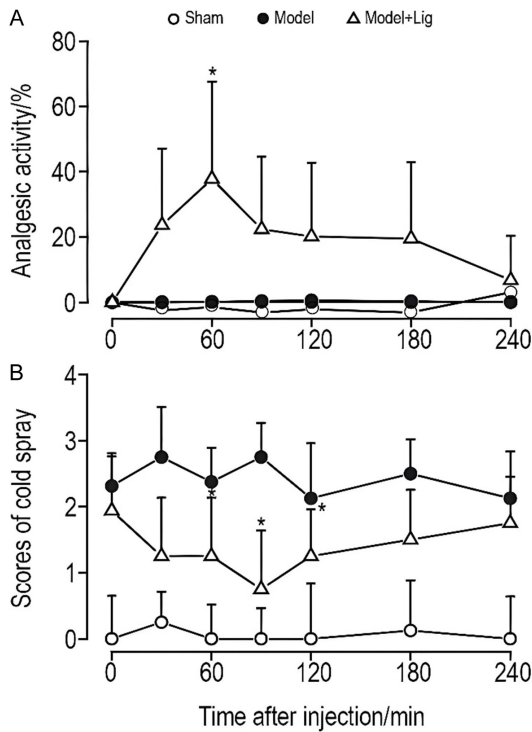 A
Sham Model Model+Lig
80
60
40
20
0
Analgesic activity/%
*
0 60 120 180 240
B
4
3
2
1
0
Scores of cold spray
* * *
0 60 120 180 240
Time after injection/min